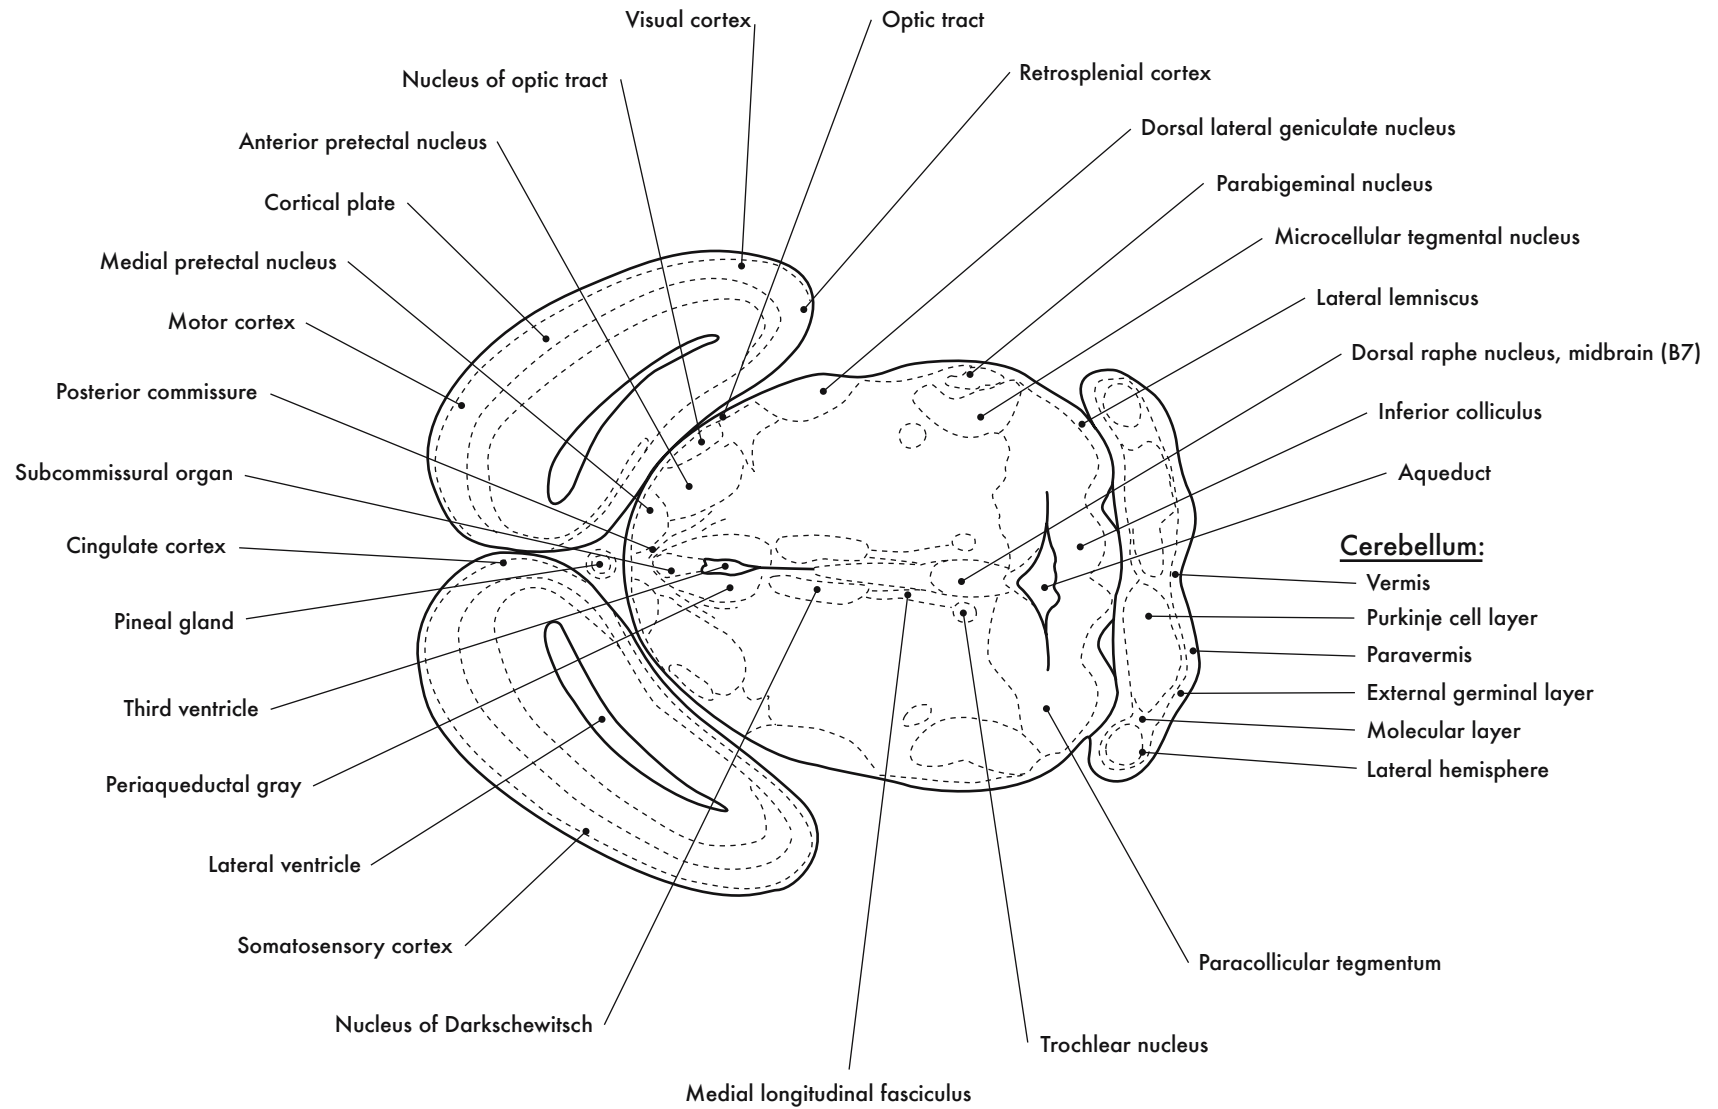 Visual cortex
Optic tract
Nucleus of optic tract
Retrosplenial cortex
Anterior pretectal nucleus
Dorsal lateral geniculate nucleus
Cortical plate
Parabigeminal nucleus
Medial pretectal nucleus
Microcellular tegmental nucleus
Motor cortex
Lateral lemniscus
Posterior commissure
Dorsal raphe nucleus, midbrain (B7)
Subcommissural organ
Inferior colliculus
Cingulate cortex
Aqueduct
Pineal gland
Cerebellum:
Vermis
Purkinje cell layer
Paravermis
External germinal layer
Molecular layer
Lateral hemisphere
Third ventricle
Periaqueductal gray
Lateral ventricle
Somatosensory cortex
Nucleus of Darkschewitsch
Paracollicular tegmentum
Trochlear nucleus
Medial longitudinal fasciculus